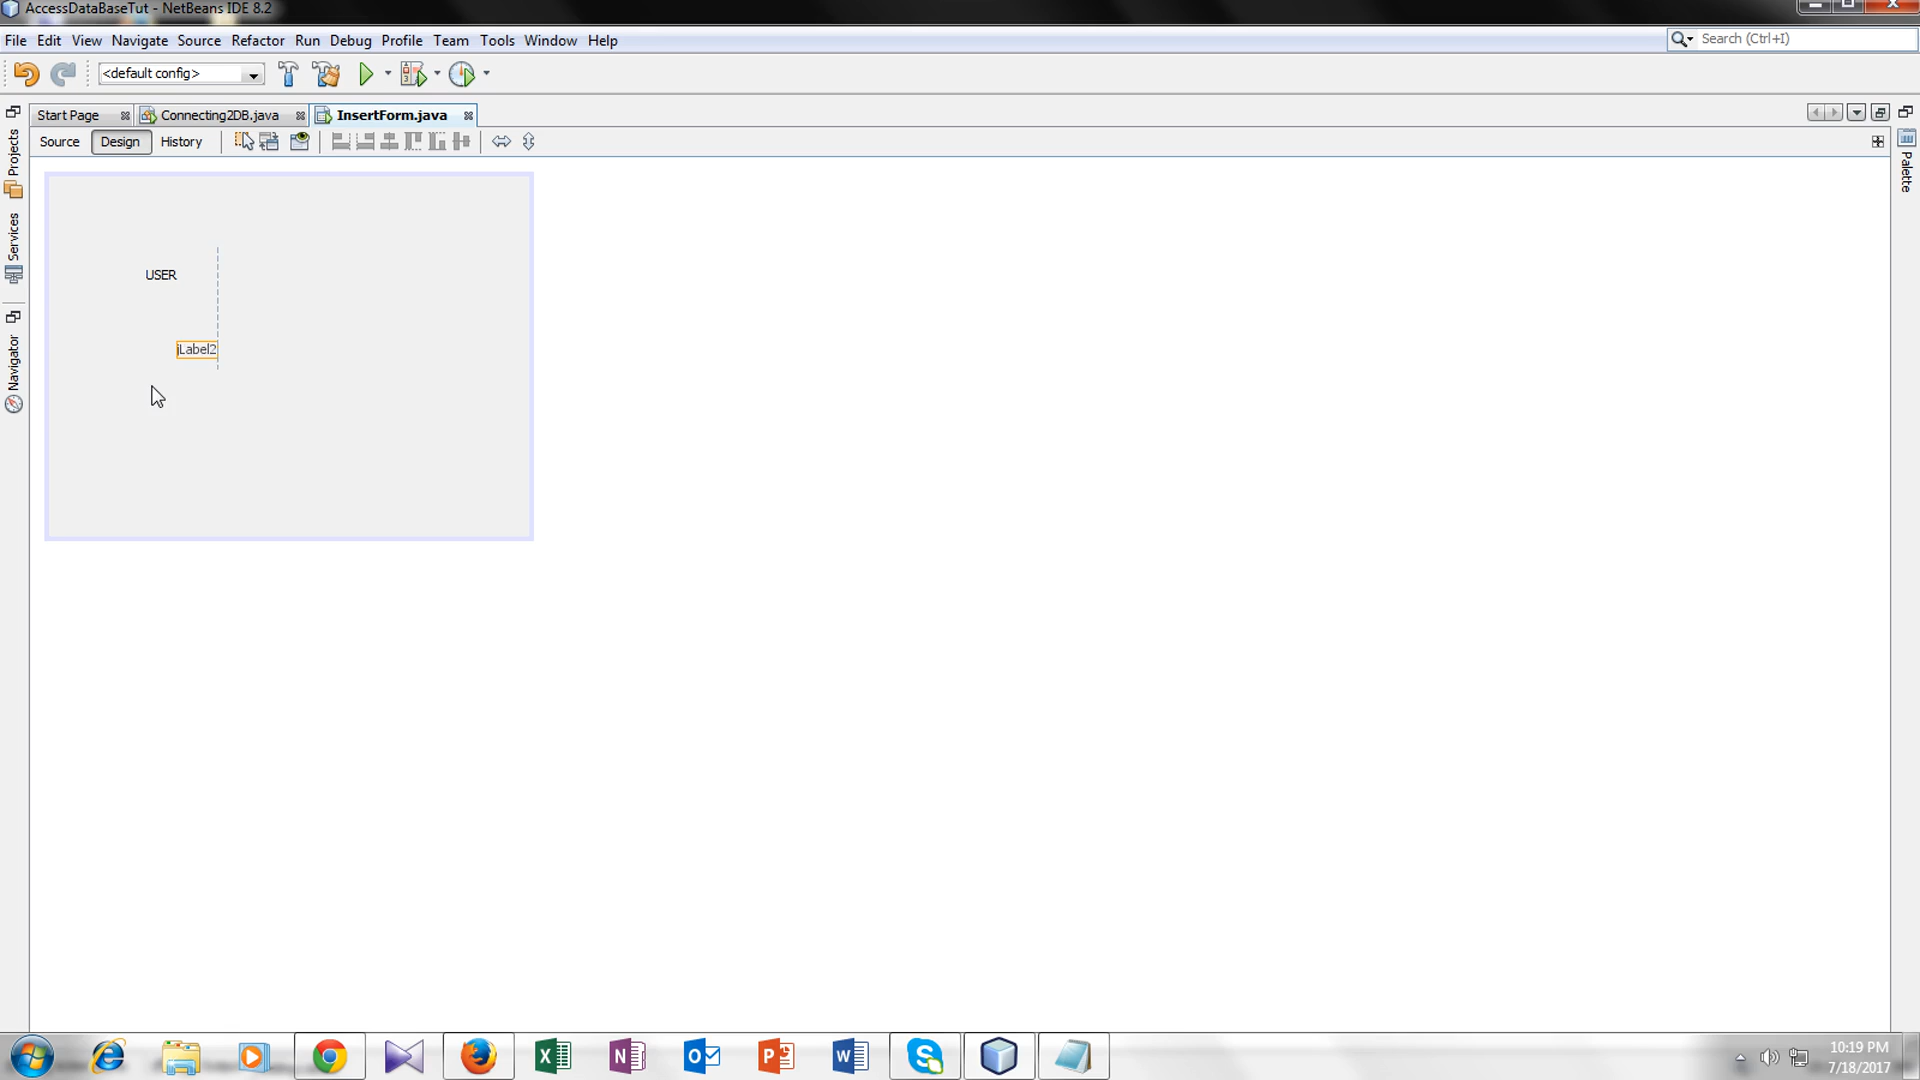 AccessDataBaseTut - NetBeans IDE 8.2
File Edit View Navigate Source Refactor Run Debug Profile Team Tools Window Help
Search (Ctrl+I)
<default config>
Start Page Connecting2DB.java InsertForm.java
Source Design History
Projects
Services
Navigator
Palette
USER
jLabel2
10:19 PM
7/18/2017